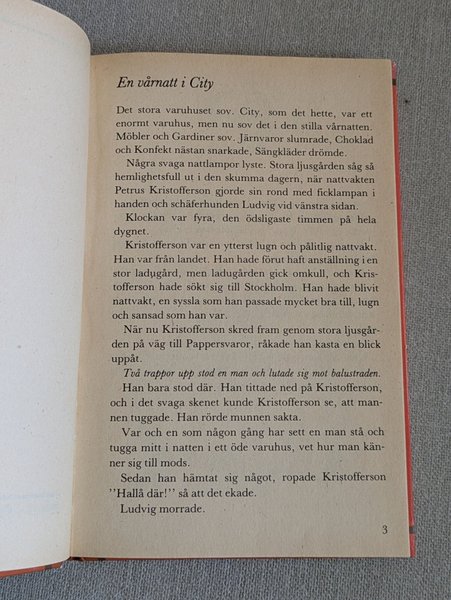 En vårnatt i City
Det stora varuhuset sov. City, som det hette, var ett
enormt varuhus, men nu sov det i den stilla vårnatten.
Möbler och Gardiner sov. Järnvaror slumrade, Choklad
och Konfekt nästan snarkade, Sängkläder drömde.
Några svaga nattlampor lyste. Stora ljusgården såg så
hemlighetsfull ut i den skumma dagern, när nattvakten
Petrus Kristofferson gjorde sin rond med ficklampan i
handen och schäferhunden Ludvig vid vänstra sidan.
Klockan var fyra, den ödsligaste timmen på hela
dygnet.
Kristofferson var en ytterst lugn och pålitlig nattvakt.
Han var från landet. Han hade förut haft anställning i en
stor ladugård, men ladugården gick omkull, och Kris-
tofferson hade sökt sig till Stockholm. Han hade blivit
nattvakt, en syssla som han passade mycket bra till, lugn
och sansad som han var.
När nu Kristofferson skred fram genom stora ljusgår-
den på väg till Pappersvaror, råkade han kasta en blick
uppåt.
Två trappor upp stod en man och lutade sig mot balustraden.
Han bara stod där. Han tittade ned på Kristofferson,
och i det svaga skenet kunde Kristofferson se, att man-
nen tuggade. Han rörde munnen sakta.
Var och en som någon gång har sett en man stå och
tugga mitt i natten i ett öde varuhus, vet hur man kän-
ner sig till mods.
Sedan han hämtat sig något, ropade Kristofferson
"Hallå där!" så att det ekade.
Ludvig morrade.
3